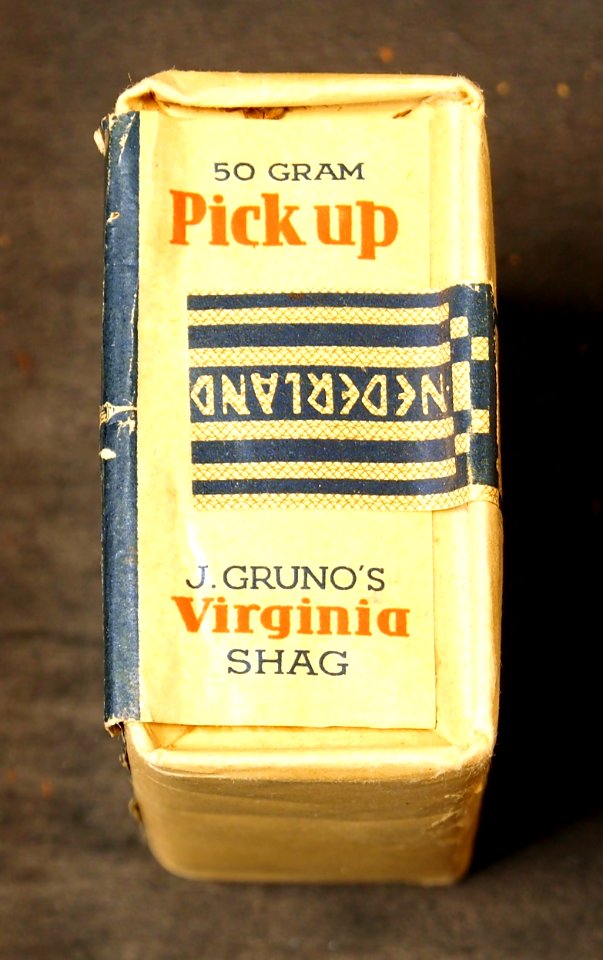 50 GRAM
Pick up
NEDERLAND
J. GRUNO'S
Virginia
SHAG